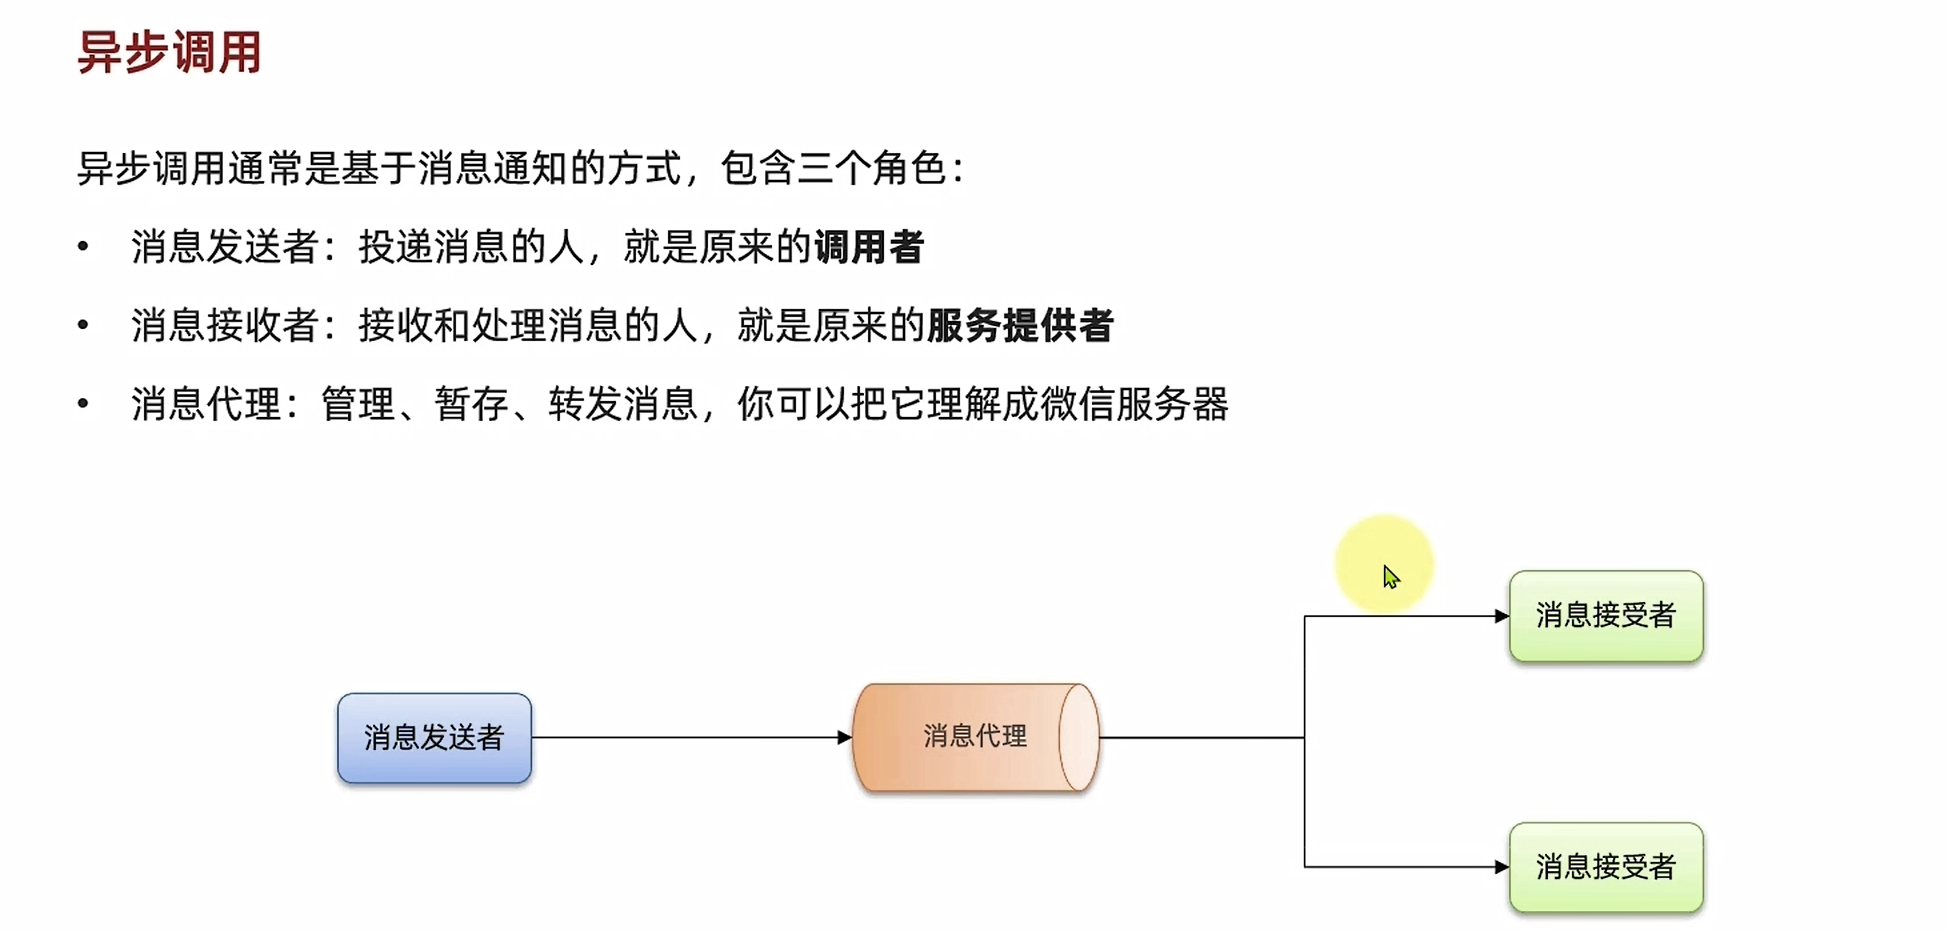 异步调用
异步调用通常是基于消息通知的方式，包含三个角色：
• 消息发送者：投递消息的人，就是原来的调用者
• 消息接收者：接收和处理消息的人，就是原来的服务提供者
• 消息代理：管理、暂存、转发消息，你可以把它理解成微信服务器
消息接受者
消息发送者
消息代理
消息接受者